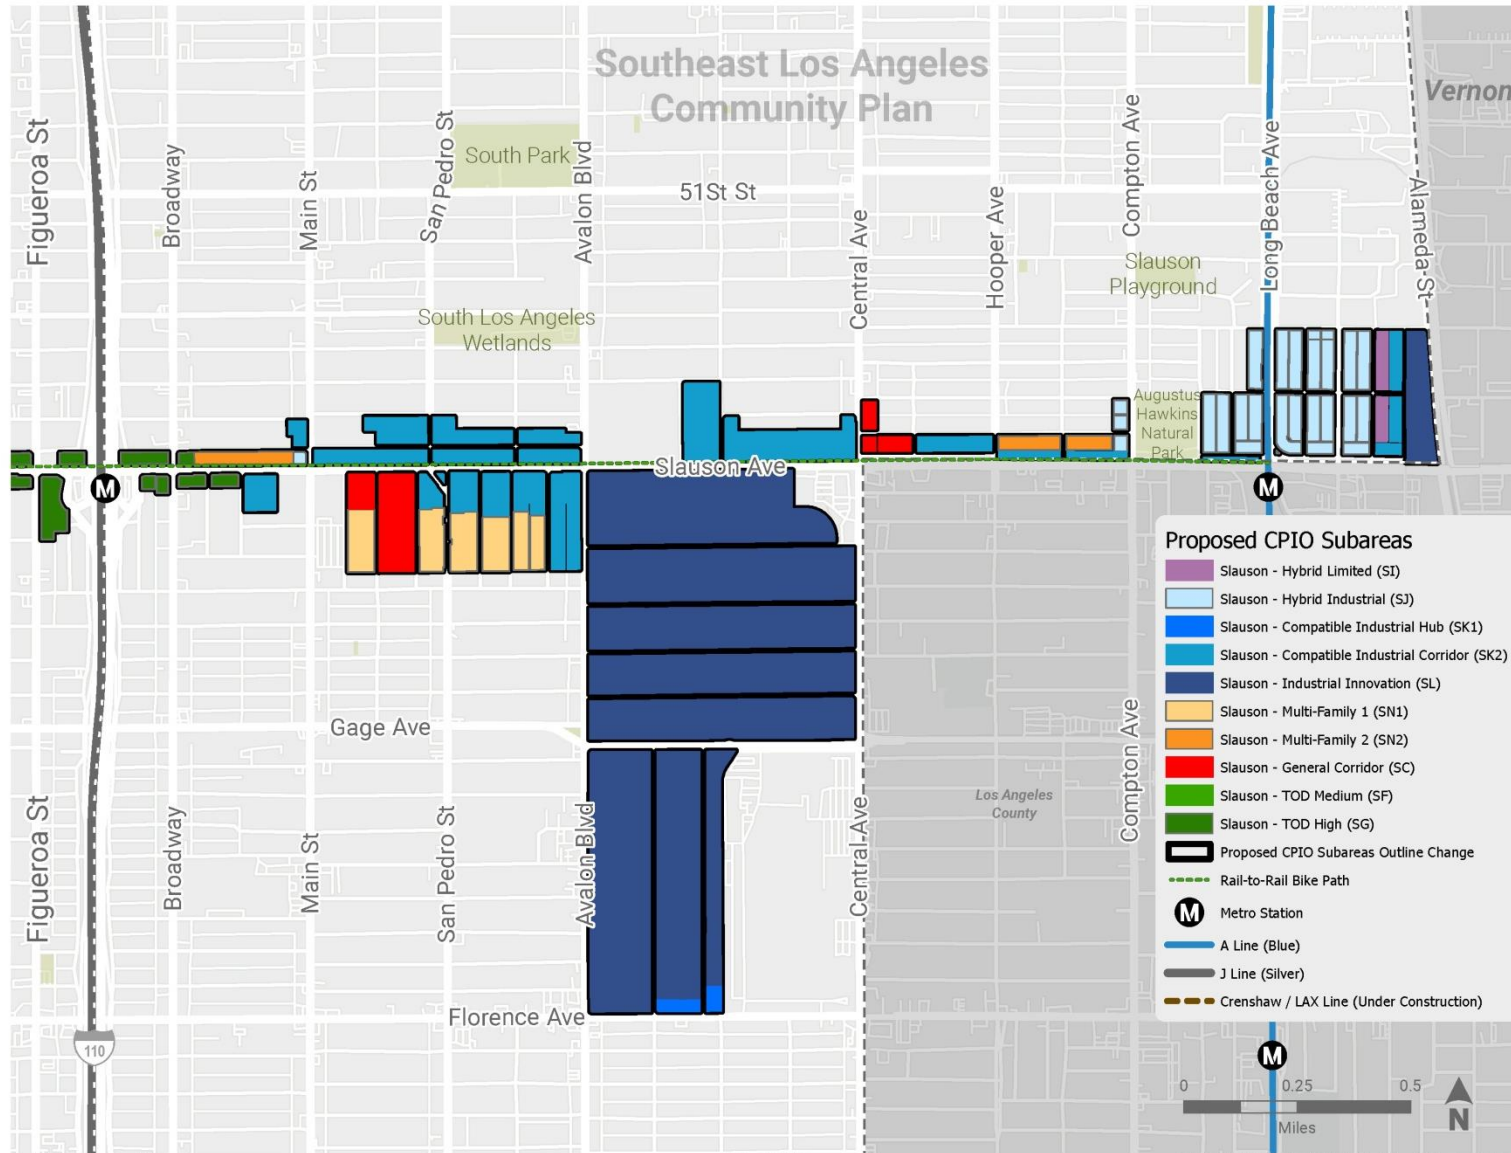 Southeast Los Angeles
Community Plan
Vernon
Figueroa St
Broadway
Main St
San Pedro St
South Park
Avalon Blvd
51St St
Central Ave
Hooper Ave
Compton Ave
Long Beach Ave
Alameda St
Slauson
Playground
South Los Angeles
Wetlands
Augustus
Hawkins
Natural
Park
Slauson Ave
M
M
Gage Ave
Los Angeles
County
Figueroa St
Broadway
Main St
San Pedro St
Avalon Blvd
Central Ave
Compton Ave
Florence Ave
110
Proposed CPIO Subareas
Slauson - Hybrid Limited (SI)
Slauson - Hybrid Industrial (SJ)
Slauson - Compatible Industrial Hub (SK1)
Slauson - Compatible Industrial Corridor (SK2)
Slauson - Industrial Innovation (SL)
Slauson - Multi-Family 1 (SN1)
Slauson - Multi-Family 2 (SN2)
Slauson - General Corridor (SC)
Slauson - TOD Medium (SF)
Slauson - TOD High (SG)
Proposed CPIO Subareas Outline Change
Rail-to-Rail Bike Path
M Metro Station
A Line (Blue)
J Line (Silver)
Crenshaw / LAX Line (Under Construction)
M
0 0.25 0.5
Miles
N